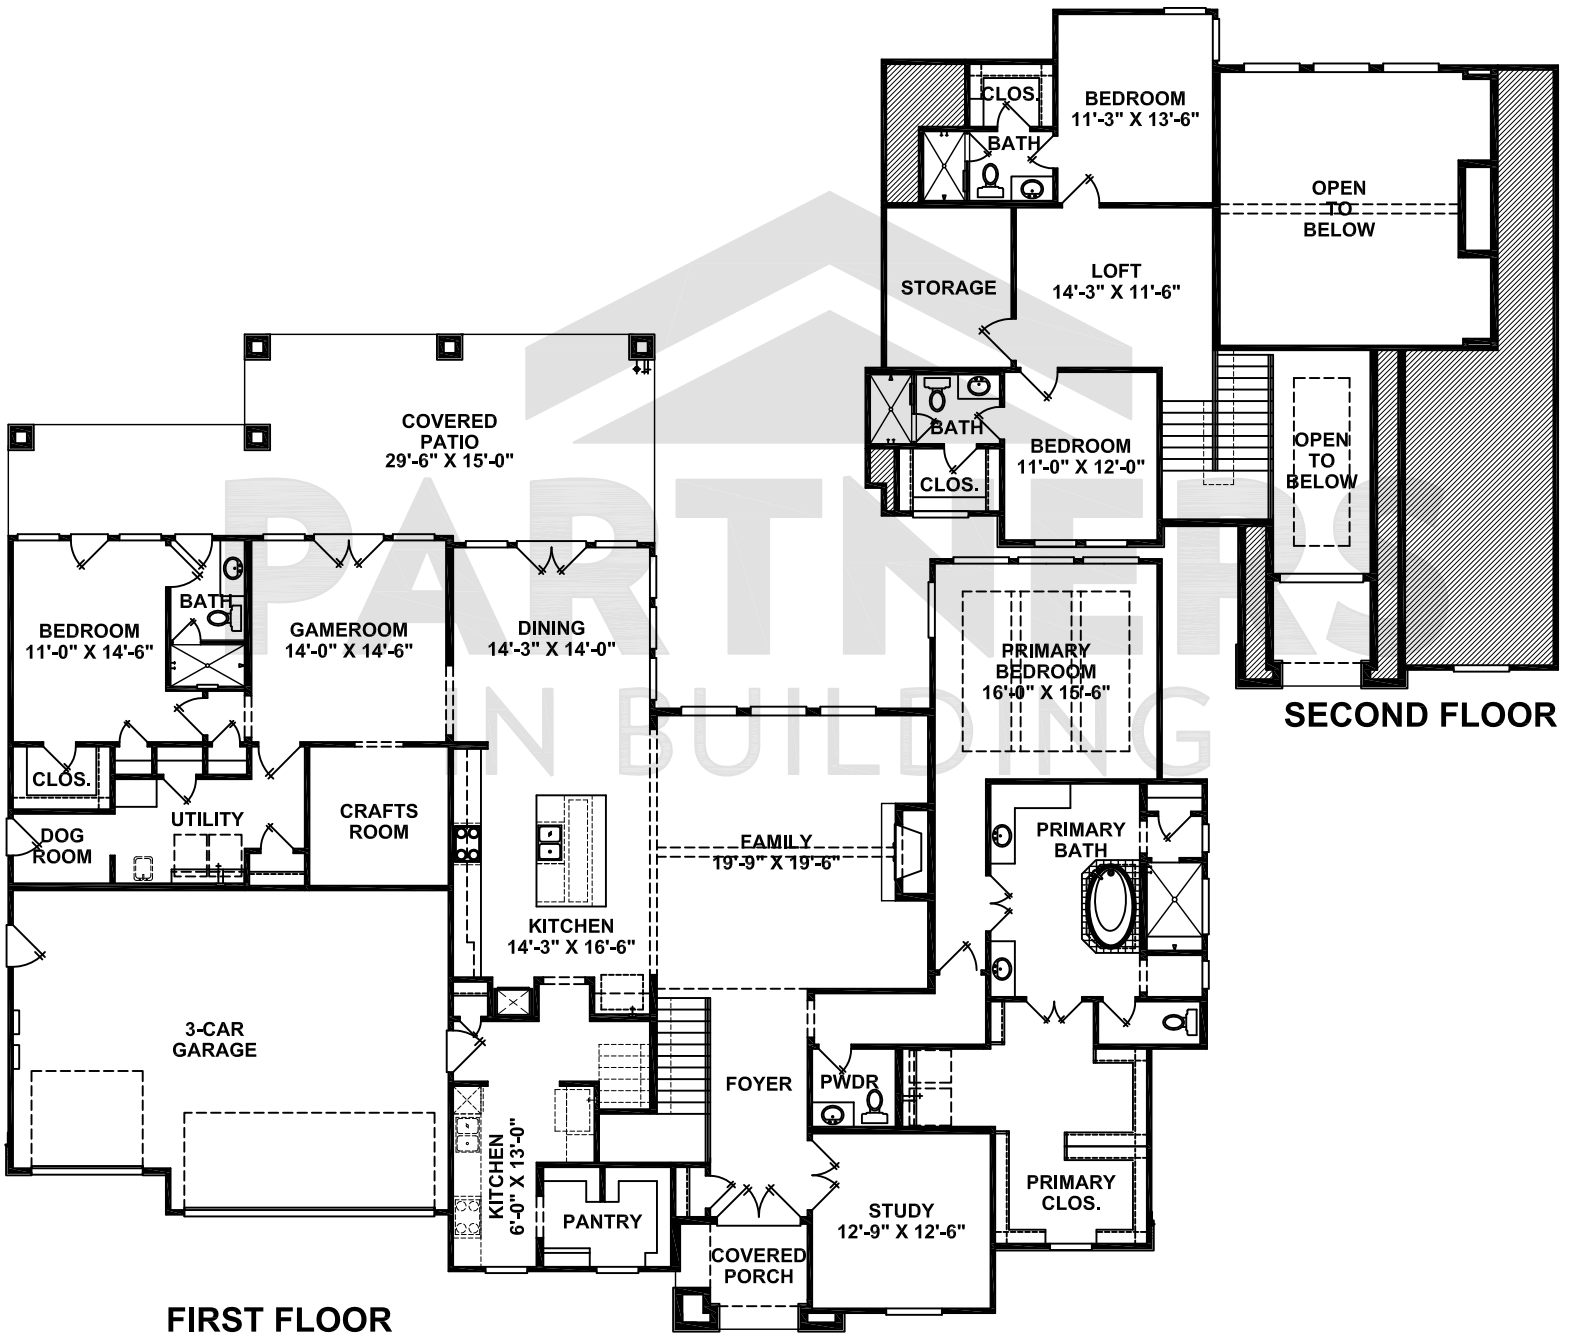 CLOS.
BEDROOM
11'-3" X 13'-6"
BATH
OPEN
TO
BELOW
STORAGE
LOFT
14'-3" X 11'-6"
BATH
BEDROOM
11'-0" X 12'-0"
CLOS.
OPEN
TO
BELOW
SECOND FLOOR
COVERED
PATIO
29'-6" X 15'-0"
PARTNERS
IN BUILDING
BEDROOM
11'-0" X 14'-6"
BATH
GAMEROOM
14'-0" X 14'-6"
DINING
14'-3" X 14'-0"
PRIMARY
BEDROOM
16'-0" X 15'-6"
CLOS.
UTILITY
DOG
ROOM
CRAFTS
ROOM
FAMILY
19'-9" X 19'-6"
PRIMARY
BATH
KITCHEN
14'-3" X 16'-6"
3-CAR
GARAGE
FOYER
PWDR
KITCHEN
6'-0" X 13'-0"
PANTRY
STUDY
12'-9" X 12'-6"
PRIMARY
CLOS.
COVERED
PORCH
FIRST FLOOR